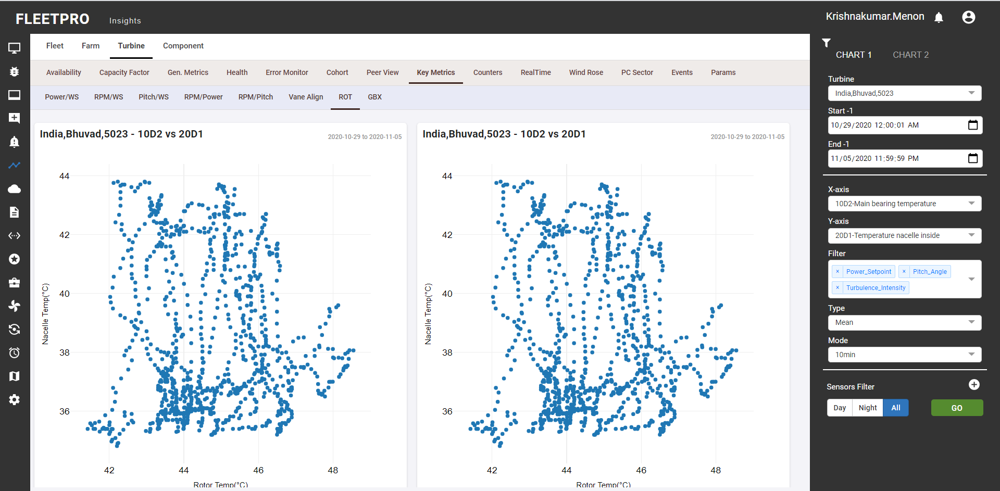 FLEETPRO
Insights
Krishnakumar.Menon
Fleet Farm Turbine Component
Availability Capacity Factor Gen. Metrics Health Error Monitor Cohort Peer View Key Metrics Counters RealTime Wind Rose PC Sector Events Params
Power/WS RPM/WS Pitch/WS RPM/Power RPM/Pitch Vane Align ROT GBX
India,Bhuvad,5023 - 10D2 vs 20D1
2020-10-29 to 2020-11-05
44
42
40
38
36
Nacelle Temp(°C)
42 44 46 48
Rotor Temp(°C)
India,Bhuvad,5023 - 10D2 vs 20D1
2020-10-29 to 2020-11-05
44
42
40
38
36
Nacelle Temp(°C)
42 44 46 48
Rotor Temp(°C)
CHART 1 CHART 2
Turbine
India,Bhuvad,5023
Start -1
10/29/2020 12:00:01 AM
End -1
11/05/2020 11:59:59 PM
X-axis
10D2-Main bearing temperature
Y-axis
20D1-Temperature nacelle inside
Filter
× Power_Setpoint × Pitch_Angle
× Turbulence_Intensity
Type
Mean
Mode
10min
Sensors Filter
Day Night All GO